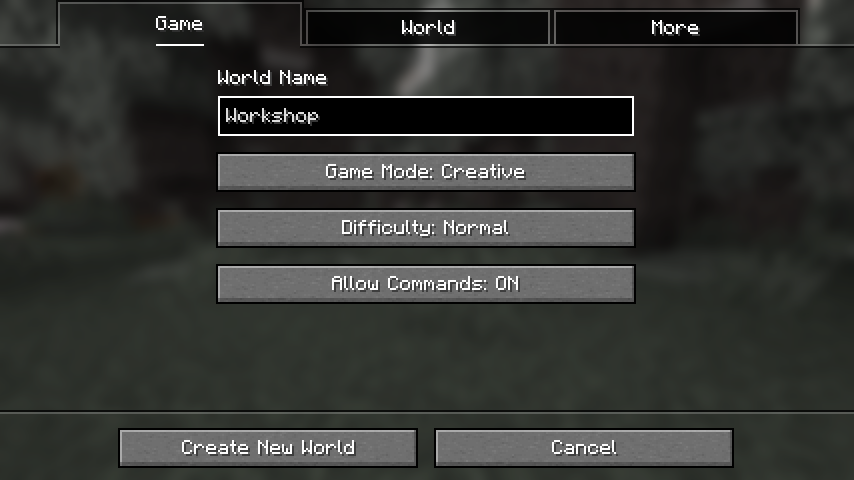 Game
World
More
World Name
Workshop
Game Mode: Creative
Difficulty: Normal
Allow Commands: ON
Create New World
Cancel